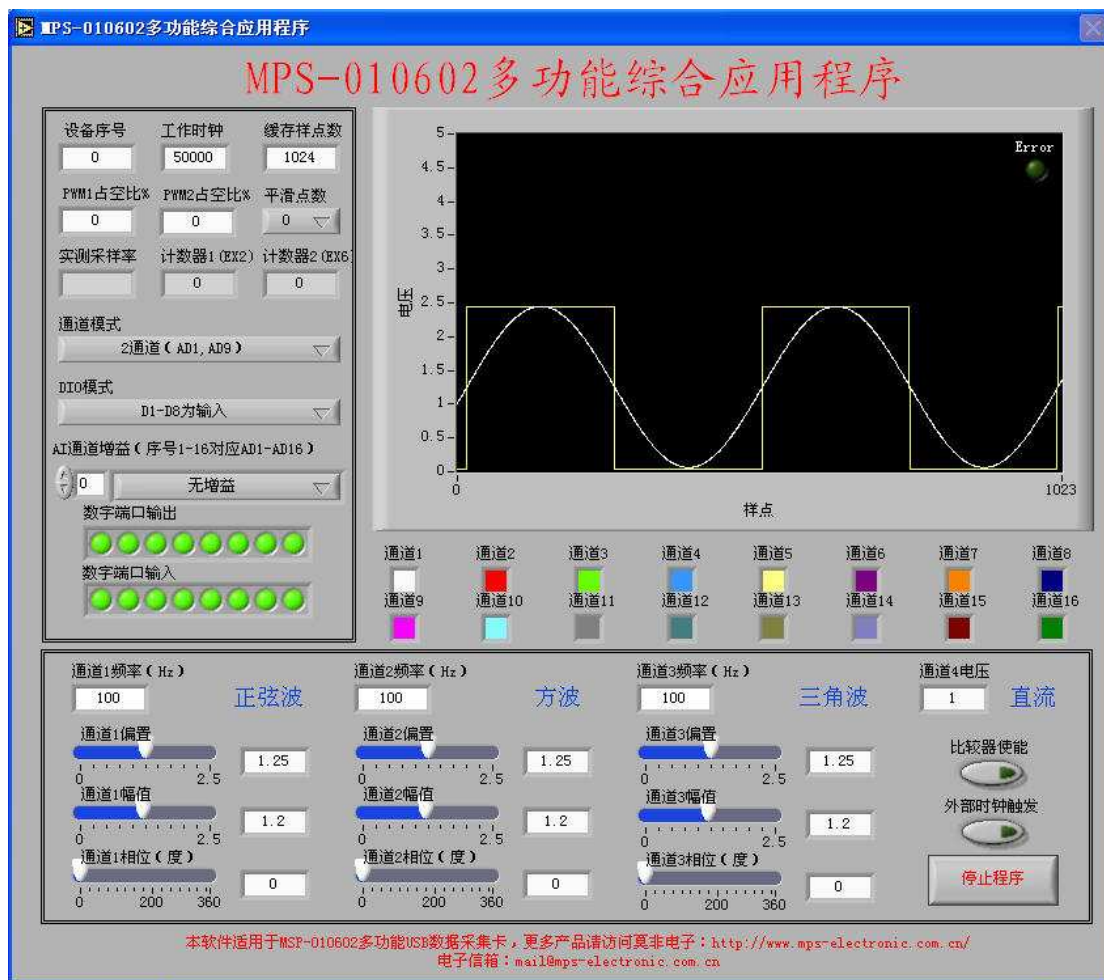 MPS-010602多功能综合应用程序
MPS-010602多功能综合应用程序
设备序号 工作时钟 缓存样点数
0 50000 1024
PWM1占空比% PWM2占空比% 平滑点数
0 0 0
实测采样率 计数器1(EX2) 计数器2(EX6)
0 0
通道模式
2通道(AD1,AD9)
DIO模式
D1-D8为输入
AI通道增益(序号1-16对应AD1-AD16)
0 无增益
数字端口输出
数字端口输入
Error
电压
5
4.5
4
3.5
3
2.5
2
1.5
1
0.5
0
0 1023
样点
通道1 通道2 通道3 通道4 通道5 通道6 通道7 通道8
通道9 通道10 通道11 通道12 通道13 通道14 通道15 通道16
通道1频率(Hz)
100 正弦波
通道1偏置
1.25
0 2.5
通道1幅值
1.2
0 2.5
通道1相位(度)
0
0 200 360
通道2频率(Hz)
100 方波
通道2偏置
1.25
0 2.5
通道2幅值
1.2
0 2.5
通道2相位(度)
0
0 200 360
通道3频率(Hz)
100 三角波
通道3偏置
1.25
0 2.5
通道3幅值
1.2
0 2.5
通道3相位(度)
0
0 200 360
通道4电压
1 直流
比较器使能
外部时钟触发
停止程序
本软件适用于MSP-010602多功能USB数据采集卡,更多产品请访问莫非电子:http://www.mps-electronic.com.cn/
电子信箱:mail@mps-electronic.com.cn